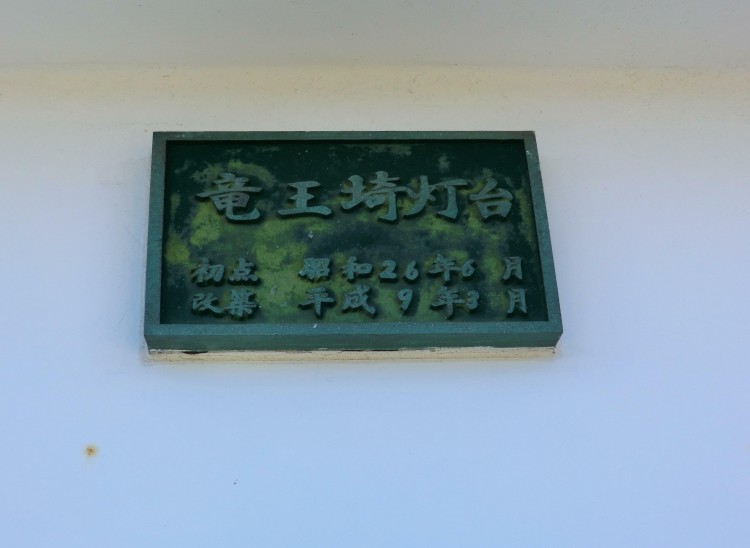 竜王埼灯台
初点 昭和26年6月
改築 平成9年3月